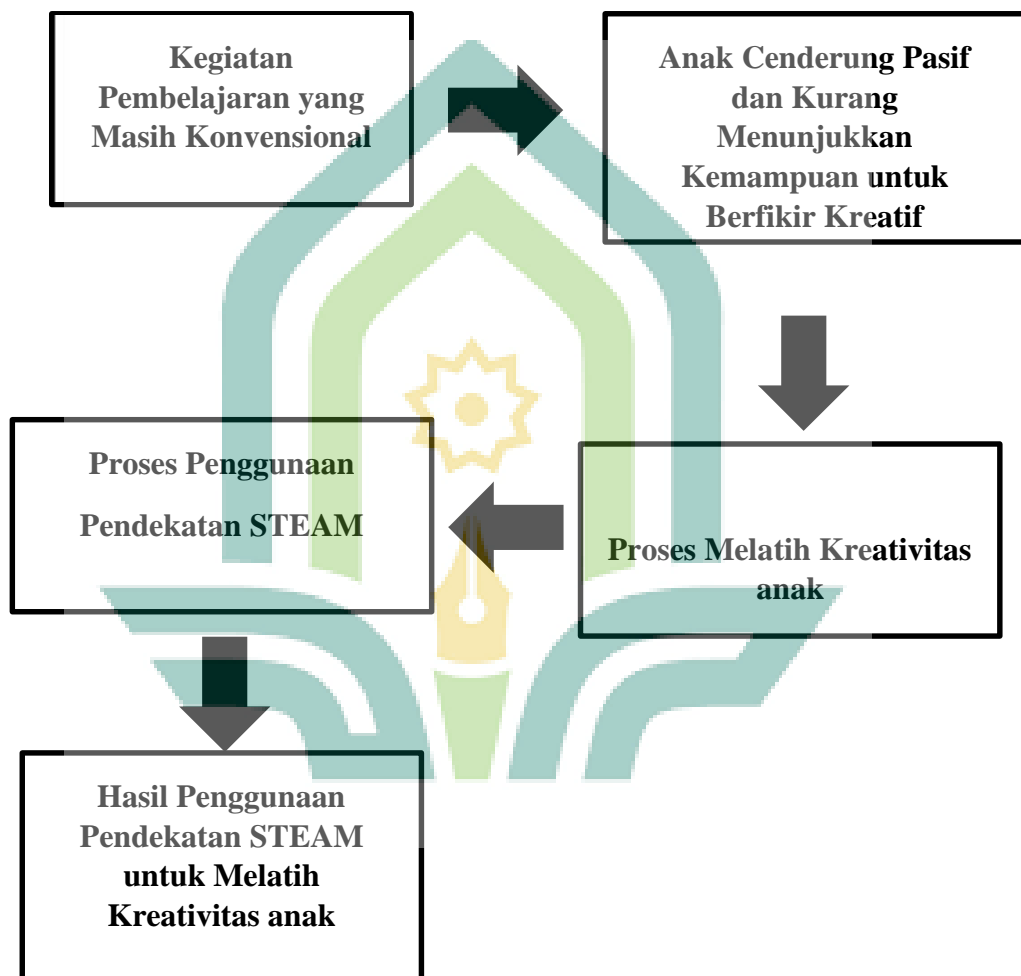 Kegiatan
Pembelajaran yang
Masih Konvensional
Anak Cenderung Pasif
dan Kurang
Menunjukkan
Kemampuan untuk
Berfikir Kreatif
Proses Melatih Kreativitas
anak
Proses Penggunaan
Pendekatan STEAM
Hasil Penggunaan
Pendekatan STEAM
untuk Melatih
Kreativitas anak